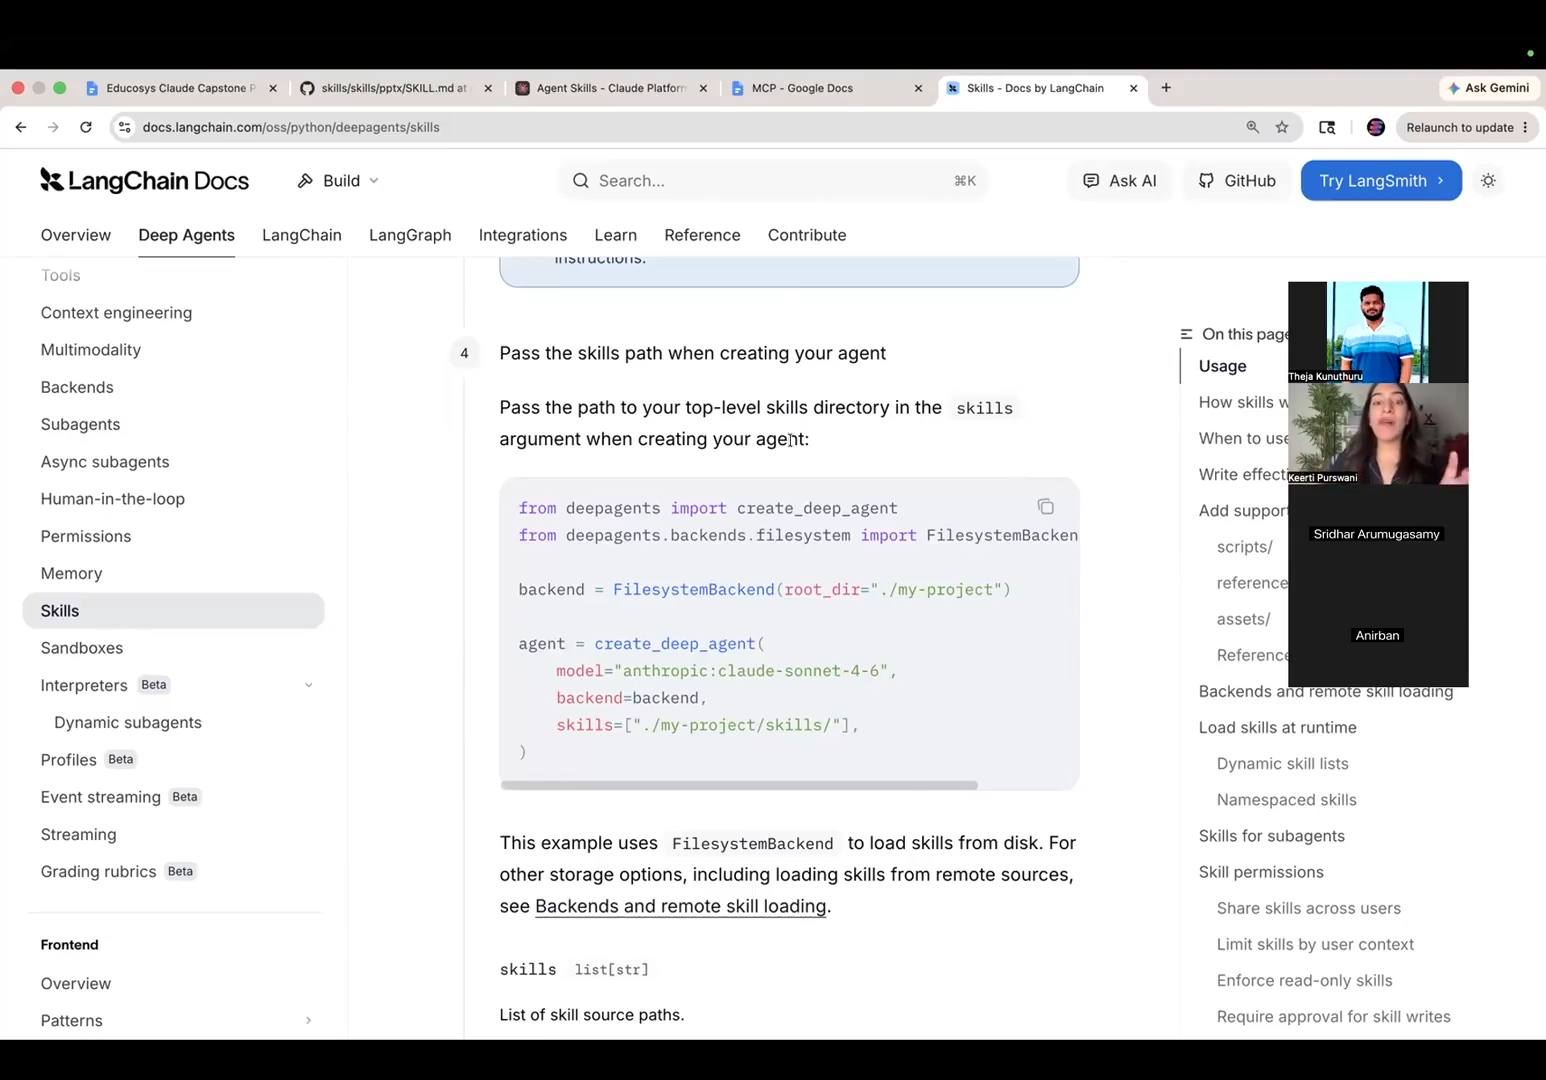 Educosys Claude Capstone P
skills/skills/pptx/SKILL.md at
Agent Skills - Claude Platform
MCP - Google Docs
Skills - Docs by LangChain
Ask Gemini
docs.langchain.com/oss/python/deepagents/skills
Relaunch to update
LangChain Docs
Build
Search...
⌘K
Ask AI
GitHub
Try LangSmith
Overview
Deep Agents
LangChain
LangGraph
Integrations
Learn
Reference
Contribute
Tools
Context engineering
Multimodality
Backends
Subagents
Async subagents
Human-in-the-loop
Permissions
Memory
Skills
Sandboxes
Interpreters Beta
Dynamic subagents
Profiles Beta
Event streaming Beta
Streaming
Grading rubrics Beta
Frontend
Overview
Patterns
instructions.
4
Pass the skills path when creating your agent
Pass the path to your top-level skills directory in the skills
argument when creating your agent:
from deepagents import create_deep_agent
from deepagents.backends.filesystem import FilesystemBacken
backend = FilesystemBackend(root_dir="./my-project")
agent = create_deep_agent(
model="anthropic:claude-sonnet-4-6",
backend=backend,
skills=["./my-project/skills/"],
)
This example uses FilesystemBackend to load skills from disk. For
other storage options, including loading skills from remote sources,
see Backends and remote skill loading.
skills list[str]
List of skill source paths.
On this page
Usage
How skills w
When to use
Write effecti
Add support
scripts/
reference
assets/
Reference
Backends and remote skill loading
Load skills at runtime
Dynamic skill lists
Namespaced skills
Skills for subagents
Skill permissions
Share skills across users
Limit skills by user context
Enforce read-only skills
Require approval for skill writes
Theja Kunuthuru
Keerti Purswani
Sridhar Arumugasamy
Anirban